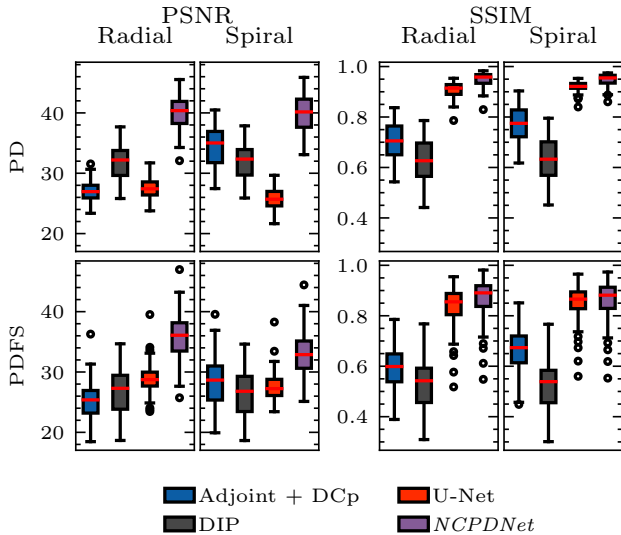 PSNR SSIM
Radial Spiral Radial Spiral
PD
40
30
20
1.0
0.8
0.6
0.4
PDFS
40
30
20
1.0
0.8
0.6
0.4
Adjoint + DCp U-Net
DIP NCPDNet